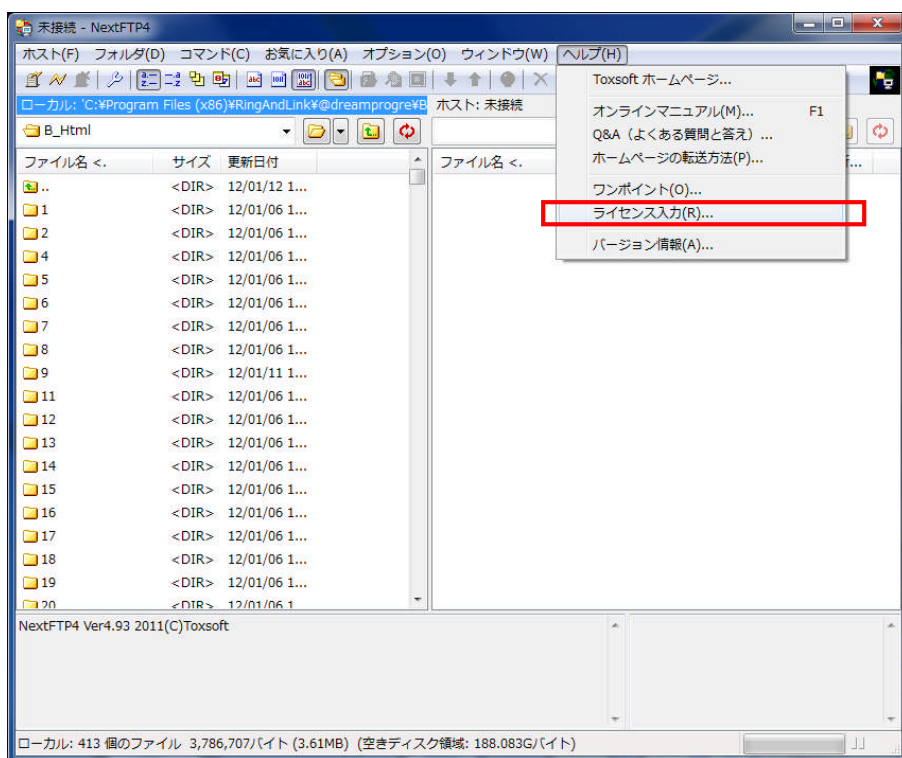 未接続 - NextFTP4
ホスト(F) フォルダ(D) コマンド(C) お気に入り(A) オプション(O) ウィンドウ(W) ヘルプ(H)
ローカル: 'C:¥Program Files (x86)¥RingAndLink¥@dreamprogre¥B ホスト: 未接続
B_Html
ファイル名 <. サイズ 更新日付 ファイル名 <.
.. <DIR> 12/01/12 1...
1 <DIR> 12/01/06 1...
2 <DIR> 12/01/06 1...
4 <DIR> 12/01/06 1...
5 <DIR> 12/01/06 1...
6 <DIR> 12/01/06 1...
7 <DIR> 12/01/06 1...
8 <DIR> 12/01/06 1...
9 <DIR> 12/01/11 1...
11 <DIR> 12/01/06 1...
12 <DIR> 12/01/06 1...
13 <DIR> 12/01/06 1...
14 <DIR> 12/01/06 1...
15 <DIR> 12/01/06 1...
16 <DIR> 12/01/06 1...
17 <DIR> 12/01/06 1...
18 <DIR> 12/01/06 1...
19 <DIR> 12/01/06 1...
20 <DIR> 12/01/06 1
Toxsoft ホームページ...
オンラインマニュアル(M)... F1
Q&A（よくある質問と答え）...
ホームページの転送方法(P)...
ワンポイント(O)...
ライセンス入力(R)...
バージョン情報(A)...
NextFTP4 Ver4.93 2011(C)Toxsoft
ローカル: 413 個のファイル 3,786,707バイト (3.61MB) (空きディスク領域: 188.083Gバイト)